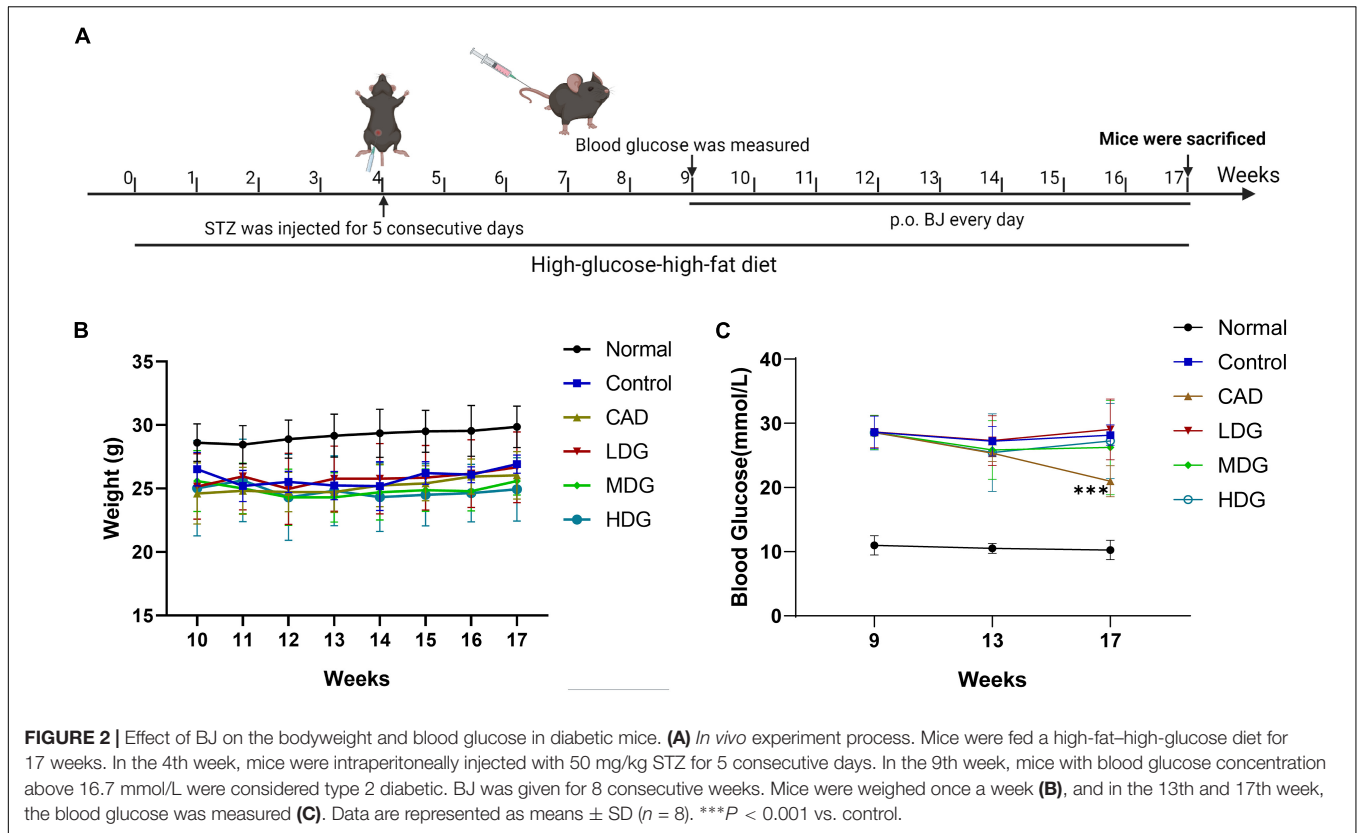 A
Blood glucose was measured
Mice were sacrificed
0 1 2 3 4 5 6 7 8 9 10 11 12 13 14 15 16 17 Weeks
STZ was injected for 5 consecutive days
p.o. BJ every day
High-glucose-high-fat diet
B
Weight (g)
35
30
25
20
15
10 11 12 13 14 15 16 17
Weeks
Normal
Control
CAD
LDG
MDG
HDG
C
Blood Glucose(mmol/L)
40
30
20
10
0
***
9 13 17
Weeks
Normal
Control
CAD
LDG
MDG
HDG
FIGURE 2 | Effect of BJ on the bodyweight and blood glucose in diabetic mice. (A) In vivo experiment process. Mice were fed a high-fat–high-glucose diet for
17 weeks. In the 4th week, mice were intraperitoneally injected with 50 mg/kg STZ for 5 consecutive days. In the 9th week, mice with blood glucose concentration
above 16.7 mmol/L were considered type 2 diabetic. BJ was given for 8 consecutive weeks. Mice were weighed once a week (B), and in the 13th and 17th week,
the blood glucose was measured (C). Data are represented as means ± SD (n = 8). ***P < 0.001 vs. control.